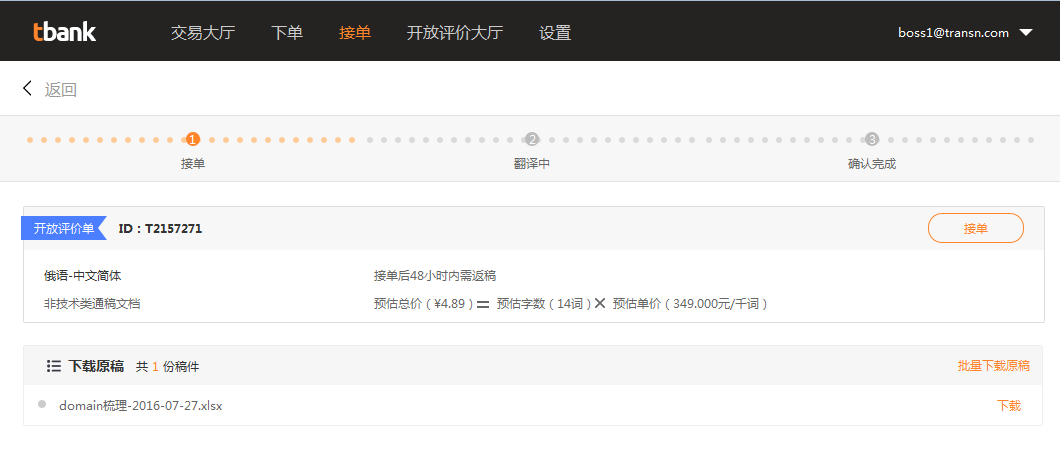 tbank 交易大厅 下单 接单 开放评价大厅 设置 boss1@transn.com
返回
1 2 3
接单 翻译中 确认完成
开放评价单 ID：T2157271 接单
俄语-中文简体 接单后48小时内需返稿
非技术类通稿文档 预估总价（¥4.89）= 预估字数（14词）× 预估单价（349.000元/千词）
下载原稿 共 1 份稿件 批量下载原稿
domain梳理-2016-07-27.xlsx 下载